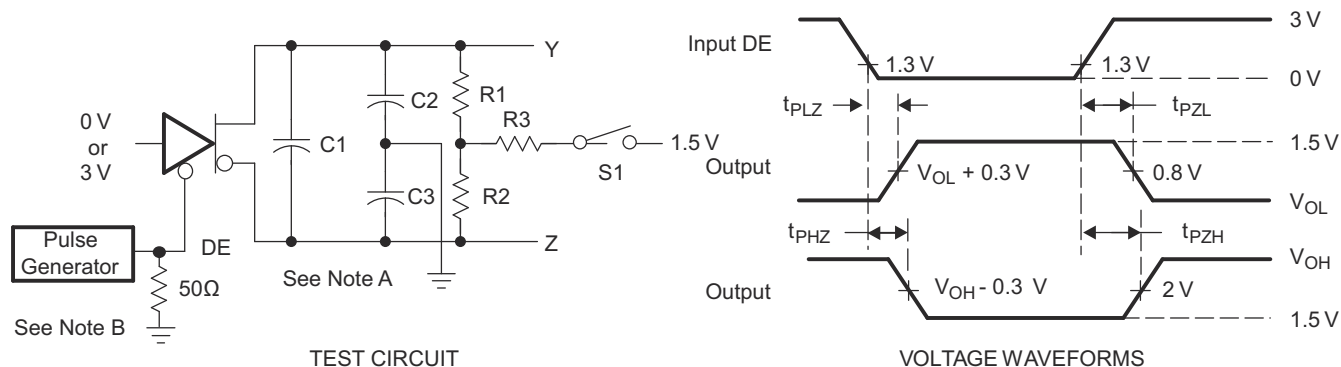 0 V
or
3 V
Pulse
Generator
DE
50Ω
See Note B
C1
C2
C3
R1
R2
R3
Y
Z
S1
1.5 V
See Note A
TEST CIRCUIT
Input DE
3 V
1.3 V
1.3 V
0 V
tPLZ
tPZL
1.5 V
Output
VOL + 0.3 V
0.8 V
VOL
tPHZ
tPZH
VOH
Output
VOH - 0.3 V
2 V
1.5 V
VOLTAGE WAVEFORMS